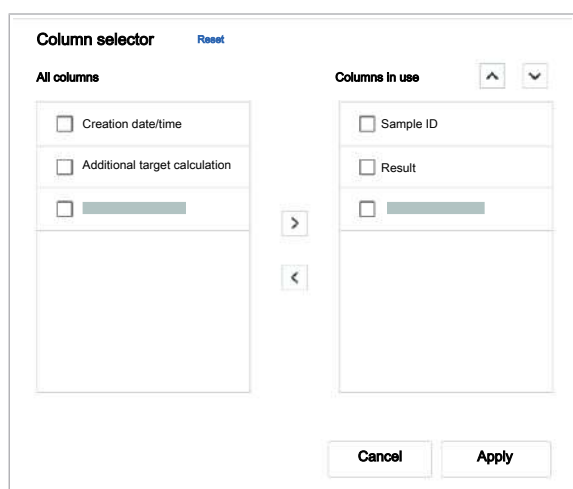 Column selector Reset
All columns Columns in use
Creation date/time Sample ID
Additional target calculation Result
Cancel Apply